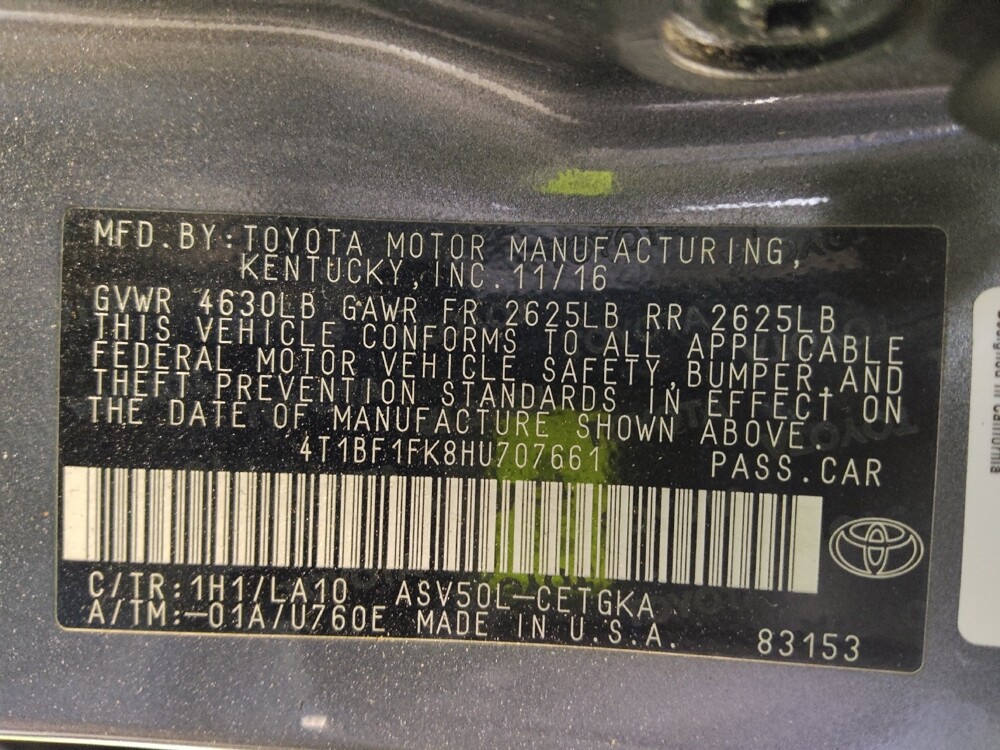 MFD.BY:TOYOTA MOTOR MANUFACTURING,
KENTUCKY,INC. 11/16
GVWR 4630LB GAWR FR 2625LB RR 2625LB
THIS VEHICLE CONFORMS TO ALL APPLICABLE
FEDERAL MOTOR VEHICLE SAFETY,BUMPER,AND
THEFT PREVENTION STANDARDS IN EFFECT ON
THE DATE OF MANUFACTURE SHOWN ABOVE.
4T1BF1FK8HU707661 PASS.CAR
C/TR:1H1/LA10 ASV50L-CETGKA
A/TM:-01A/U760E MADE IN U.S.A. 83153